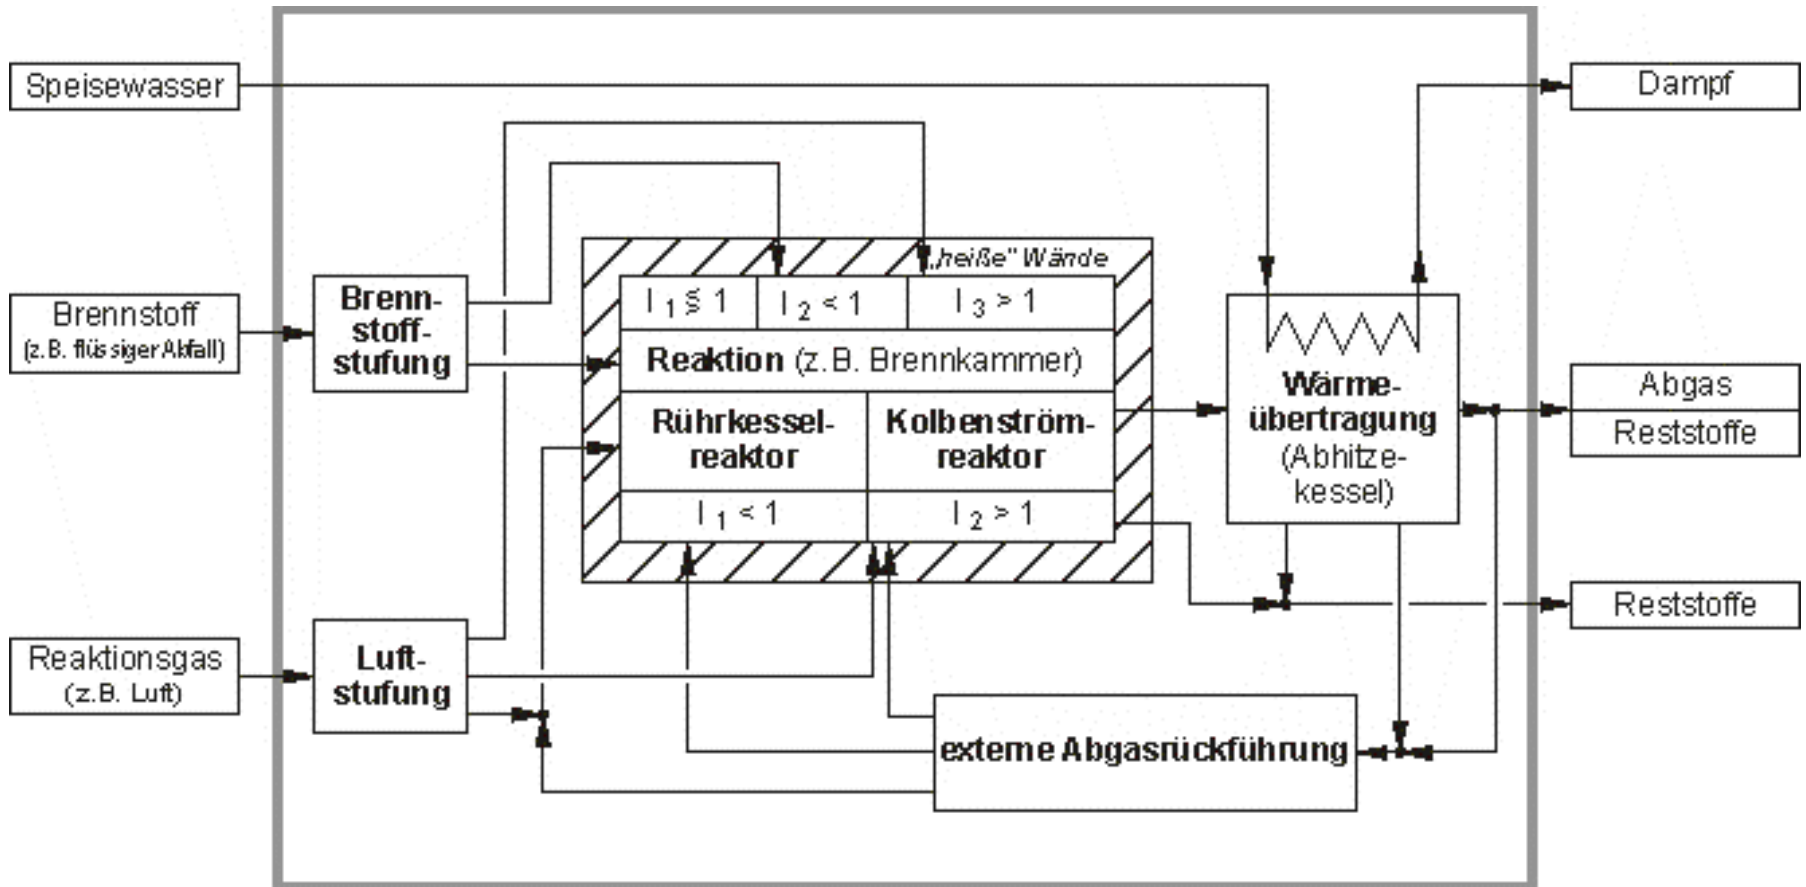 Speisewasser
Dampf
„heiße" Wände
Brennstoff
(z.B. flüssiger Abfall)
Brenn-
stoff-
stufung
l 1 ≦ 1
l 2 < 1
l 3 > 1
Reaktion (z.B. Brennkammer)
Rührkessel-
reaktor
Kolbenström-
reaktor
l 1 < 1
l 2 > 1
Wärme-
übertragung
(Abhitze-
kessel)
Abgas
Reststoffe
Reststoffe
Reaktionsgas
(z.B. Luft)
Luft-
stufung
externe Abgasrückführung